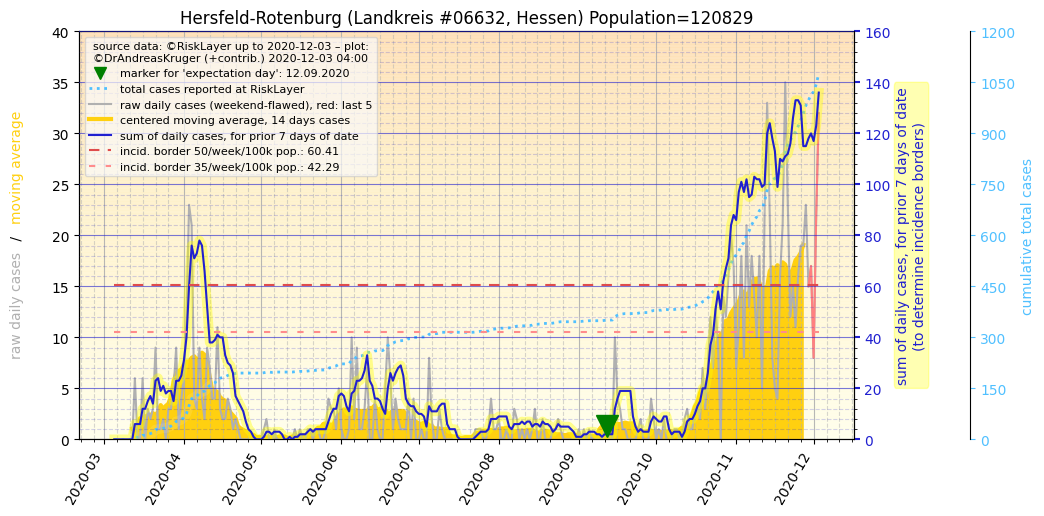 Hersfeld-Rotenburg (Landkreis #06632, Hessen) Population=120829
source data: ©RiskLayer up to 2020-12-03 – plot:
©DrAndreasKruger (+contrib.) 2020-12-03 04:00
marker for 'expectation day': 12.09.2020
total cases reported at RiskLayer
raw daily cases (weekend-flawed), red: last 5
centered moving average, 14 days cases
sum of daily cases, for prior 7 days of date
incid. border 50/week/100k pop.: 60.41
incid. border 35/week/100k pop.: 42.29
raw daily cases / moving average
40
35
30
25
20
15
10
5
0
2020-03
2020-04
2020-05
2020-06
2020-07
2020-08
2020-09
2020-10
2020-11
2020-12
160
140
120
100
80
60
40
20
0
sum of daily cases, for prior 7 days of date
(to determine incidence borders)
1200
1050
900
750
600
450
300
150
0
cumulative total cases